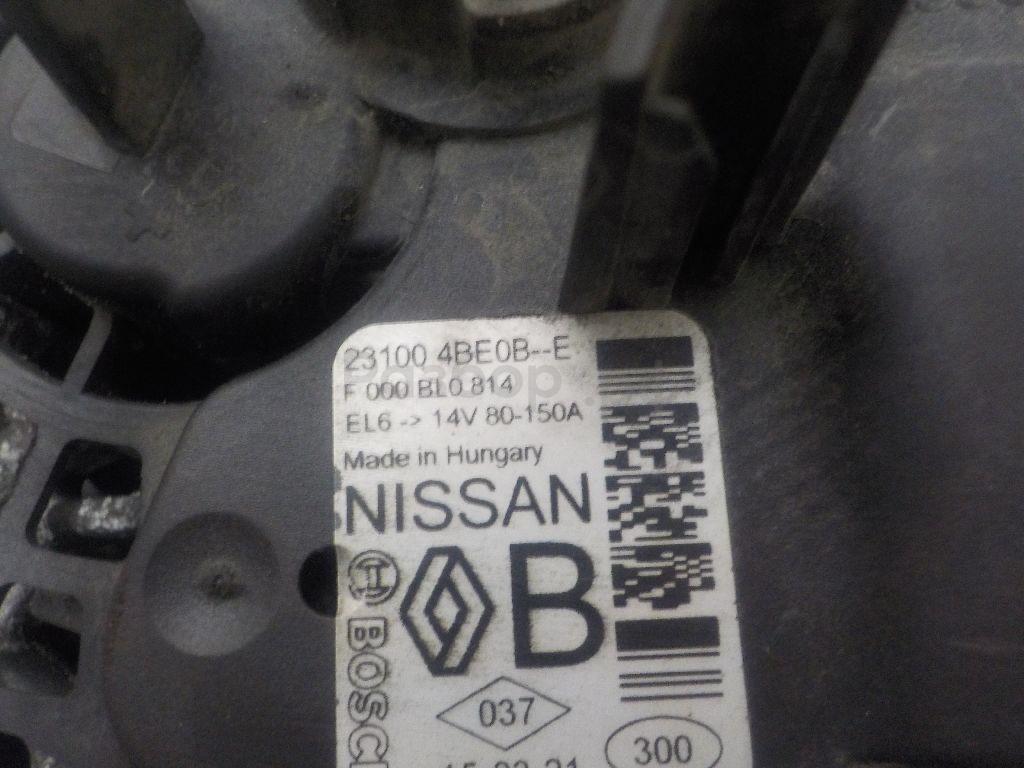 23100 4BE0B--E
F 000 BL0 814
EL6 -> 14V 80-150A
Made in Hungary
NISSAN
B
BOSCH
037
300